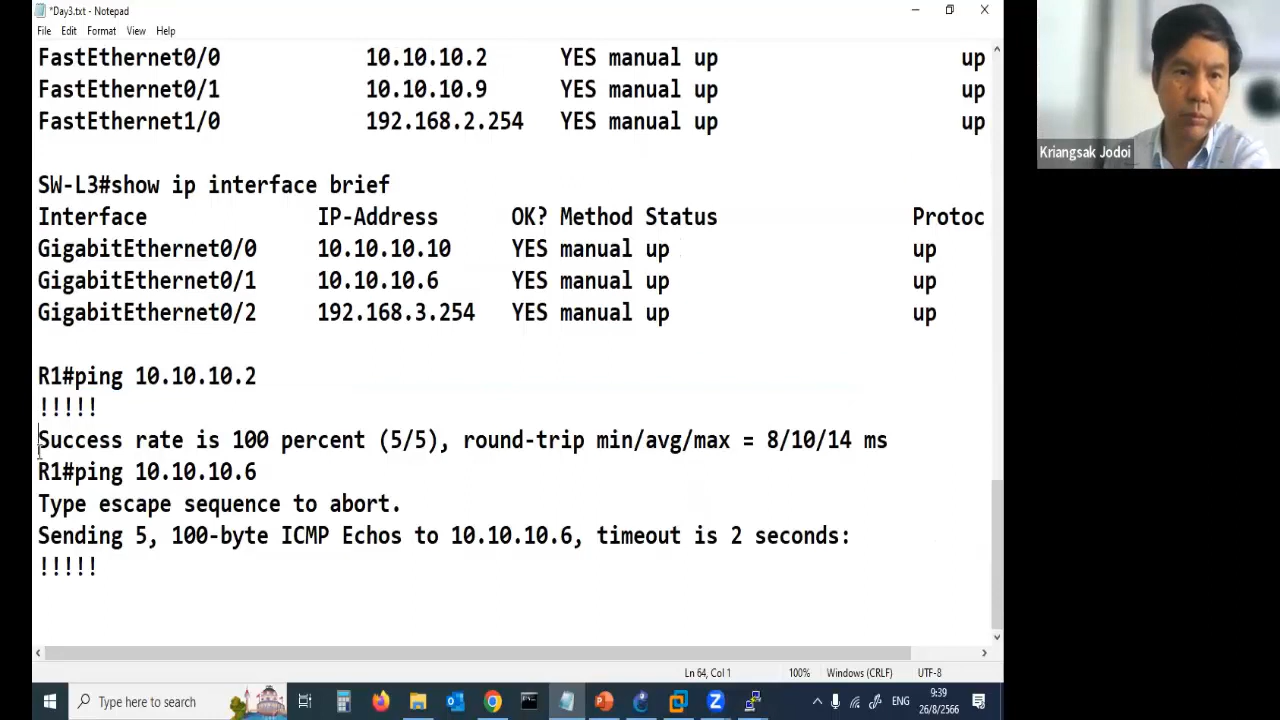 *Day3.txt - Notepad
File Edit Format View Help
FastEthernet0/0 10.10.10.2 YES manual up up
FastEthernet0/1 10.10.10.9 YES manual up up
FastEthernet1/0 192.168.2.254 YES manual up up
SW-L3#show ip interface brief
Interface IP-Address OK? Method Status Protoc
GigabitEthernet0/0 10.10.10.10 YES manual up up
GigabitEthernet0/1 10.10.10.6 YES manual up up
GigabitEthernet0/2 192.168.3.254 YES manual up up
R1#ping 10.10.10.2
!!!!!
Success rate is 100 percent (5/5), round-trip min/avg/max = 8/10/14 ms
R1#ping 10.10.10.6
Type escape sequence to abort.
Sending 5, 100-byte ICMP Echos to 10.10.10.6, timeout is 2 seconds:
!!!!!
Ln 64, Col 1 100% Windows (CRLF) UTF-8
Type here to search
ENG
9:39
26/8/2566
Kriangsak Jodoi